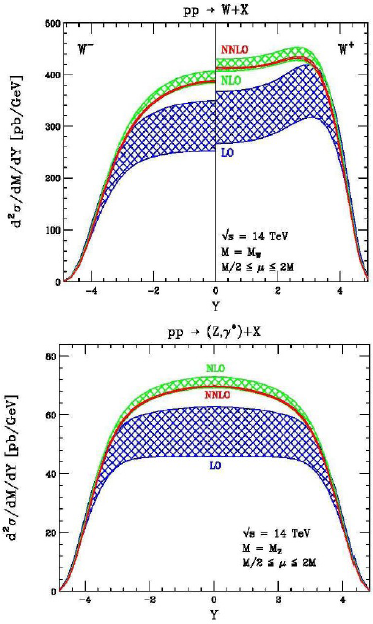 pp → W+X
W⁻
W⁺
NNLO
NLO
LO
500
400
300
200
100
0
d²σ/dM/dY [pb/GeV]
√s = 14 TeV
M = M_W
M/2 ≤ μ ≤ 2M
-4 -2 0 2 4
Y
pp → (Z,γ*)+X
NLO
NNLO
LO
80
60
40
20
0
d²σ/dM/dY [pb/GeV]
√s = 14 TeV
M = M_Z
M/2 ≤ μ ≤ 2M
-4 -2 0 2 4
Y